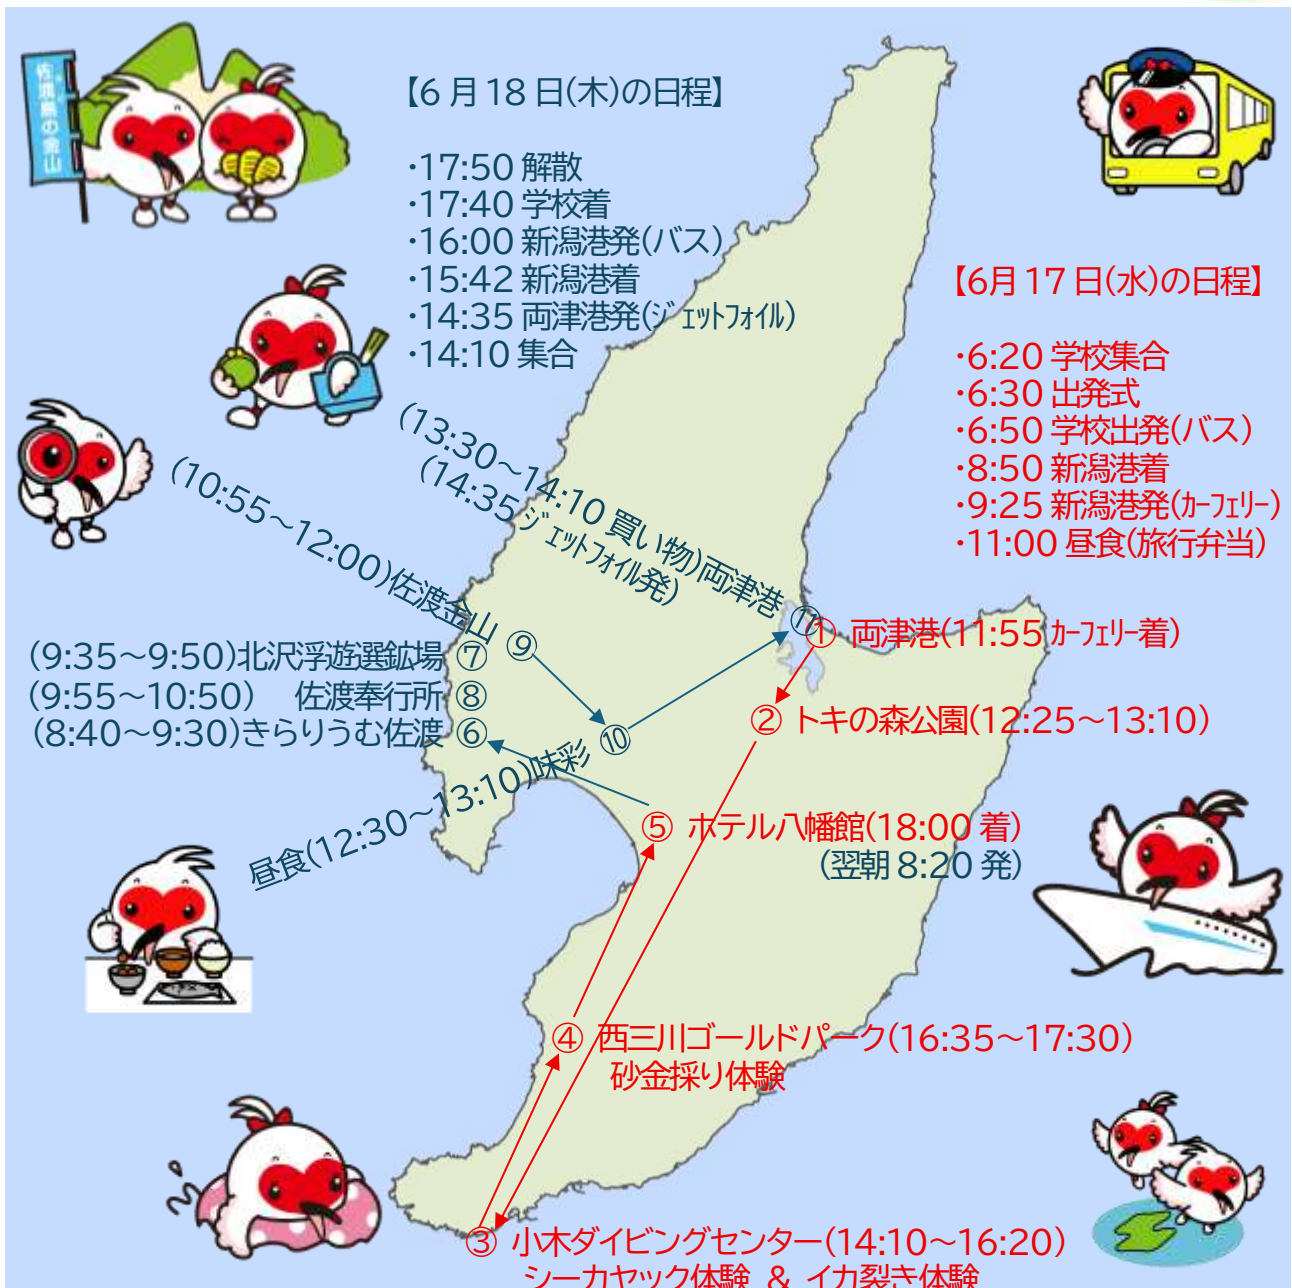 佐渡島の金山
【6月18日(木)の日程】
・17:50 解散
・17:40 学校着
・16:00 新潟港発(バス)
・15:42 新潟港着
・14:35 両津港発(ｼﾞｪｯﾄﾌｫｲﾙ)
・14:10 集合
【6月17日(水)の日程】
・6:20 学校集合
・6:30 出発式
・6:50 学校出発(バス)
・8:50 新潟港着
・9:25 新潟港発(ｶｰﾌｪﾘｰ)
・11:00 昼食(旅行弁当)
(13:30～14:10 買い物)両津港 ⑪
(14:35 ｼﾞｪｯﾄﾌｫｲﾙ発)
(10:55～12:00)佐渡金山 ⑨
(9:35～9:50)北沢浮遊選鉱場 ⑦
(9:55～10:50)　佐渡奉行所 ⑧
(8:40～9:30)きらりうむ佐渡 ⑥
昼食(12:30～13:10)味彩 ⑩
① 両津港(11:55 ｶｰﾌｪﾘｰ着)
② トキの森公園(12:25～13:10)
⑤ ホテル八幡館(18:00 着)
(翌朝 8:20 発)
④ 西三川ゴールドパーク(16:35～17:30)
砂金採り体験
③ 小木ダイビングセンター(14:10～16:20)
シーカヤック体験 & イカ裂き体験